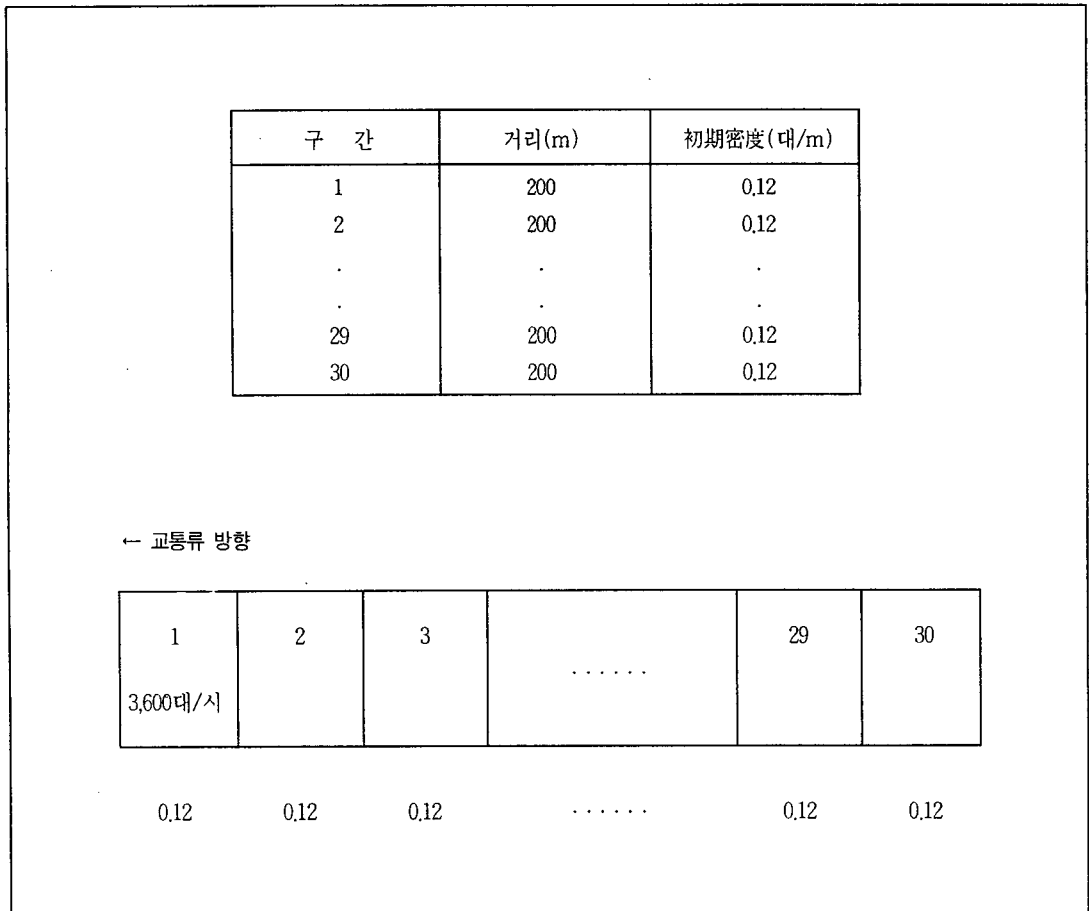 구 간 거리(m) 初期密度(대/m)
1 200 0.12
2 200 0.12
. . .
. . .
29 200 0.12
30 200 0.12
← 교통류 방향
1 2 3 29 30
. . . . . .
3,600대/시
0.12 0.12 0.12 . . . . . . 0.12 0.12